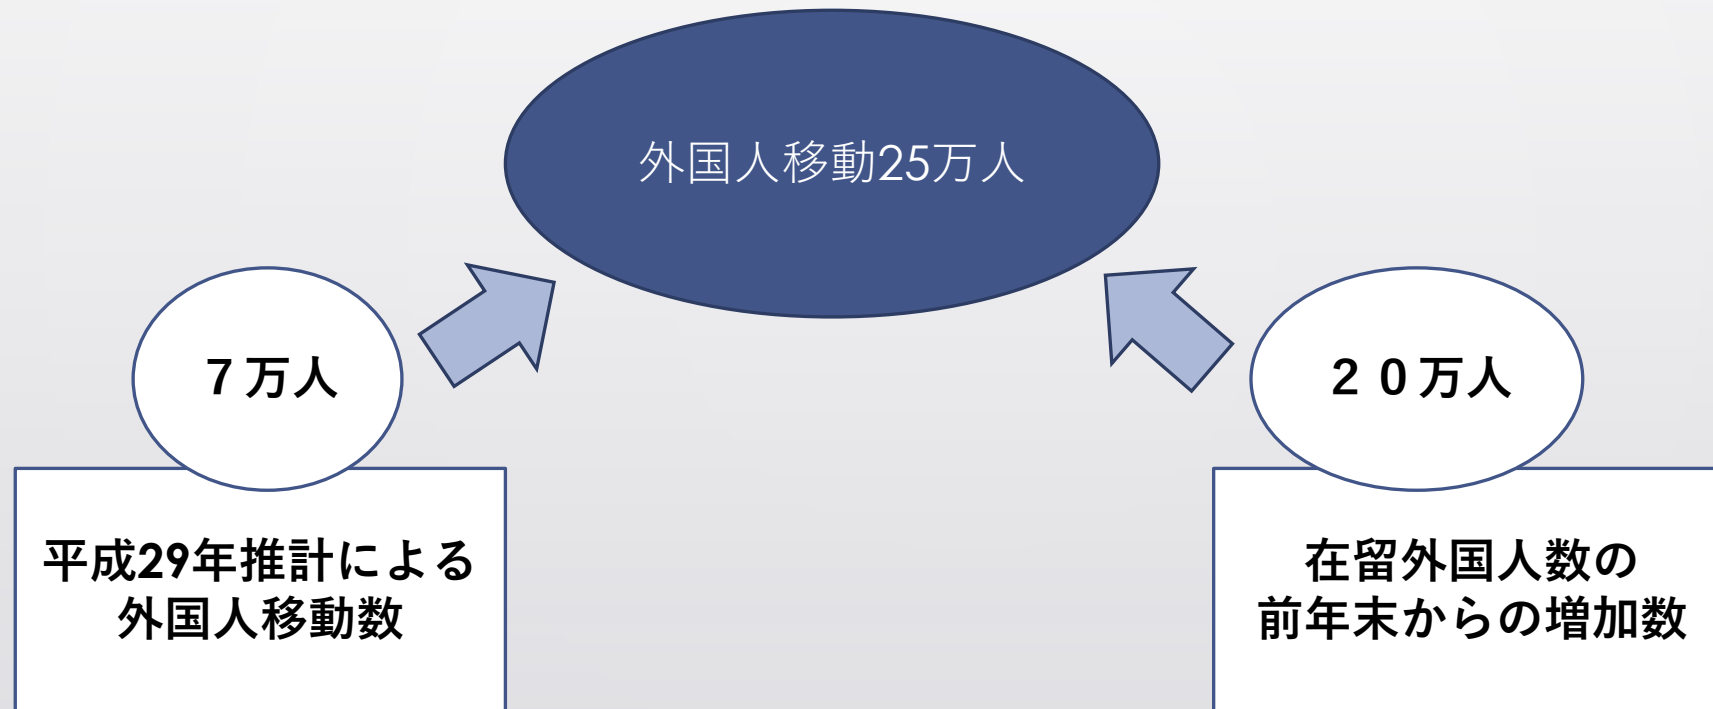 外国人移動25万人
７万人
２０万人
平成29年推計による
外国人移動数
在留外国人数の
前年末からの増加数